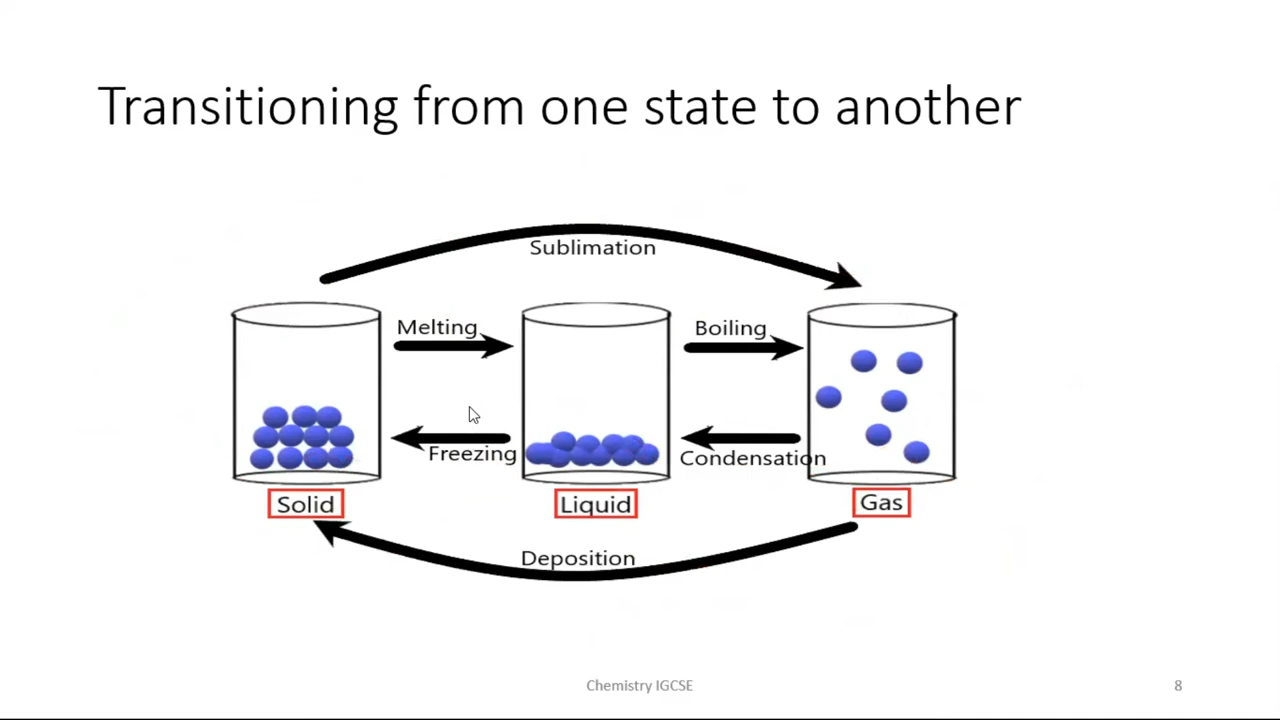 Transitioning from one state to another
Sublimation
Melting
Boiling
Freezing
Condensation
Solid
Liquid
Gas
Deposition
Chemistry IGCSE
8